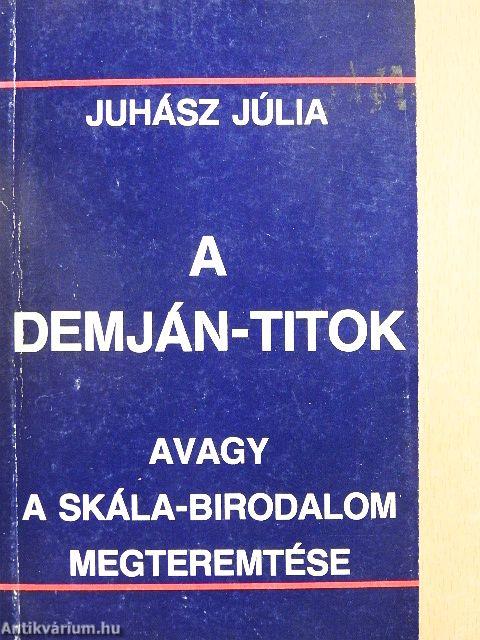 JUHÁSZ JÚLIA
A
DEMJÁN-TITOK
AVAGY
A SKÁLA-BIRODALOM
MEGTEREMTÉSE
Antikvárium.hu